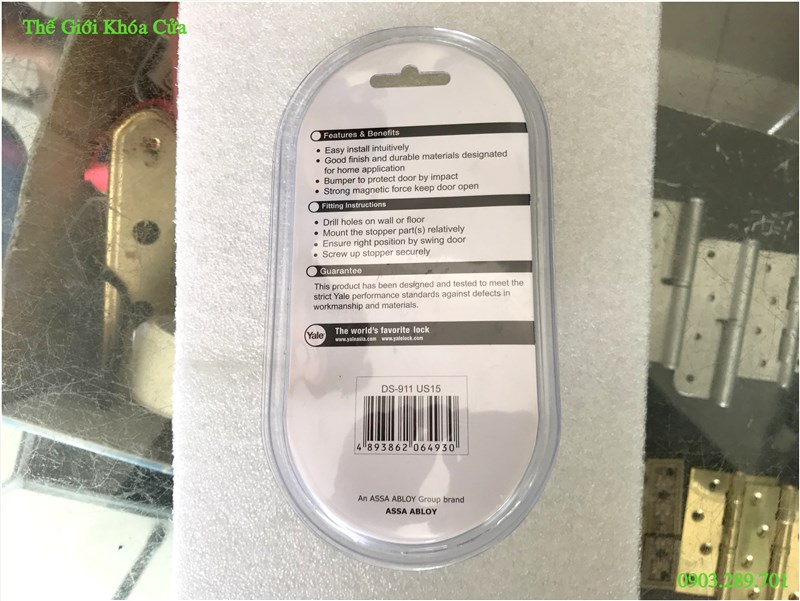 Thế Giới Khóa Cửa
Features & Benefits
• Easy install intuitively
• Good finish and durable materials designated
for home application
• Bumper to protect door by impact
• Strong magnetic force keep door open
Fitting Instructions
• Drill holes on wall or floor
• Mount the stopper part(s) relatively
• Ensure right position by swing door
• Screw up stopper securely
Guarantee
This product has been designed and tested to meet the
strict Yale performance standards against defects in
workmanship and materials.
Yale The world's favorite lock
www.yaleasia.com www.yalelock.com
DS-911 US15
4 893862 064930
An ASSA ABLOY Group brand
ASSA ABLOY
0903.289.701